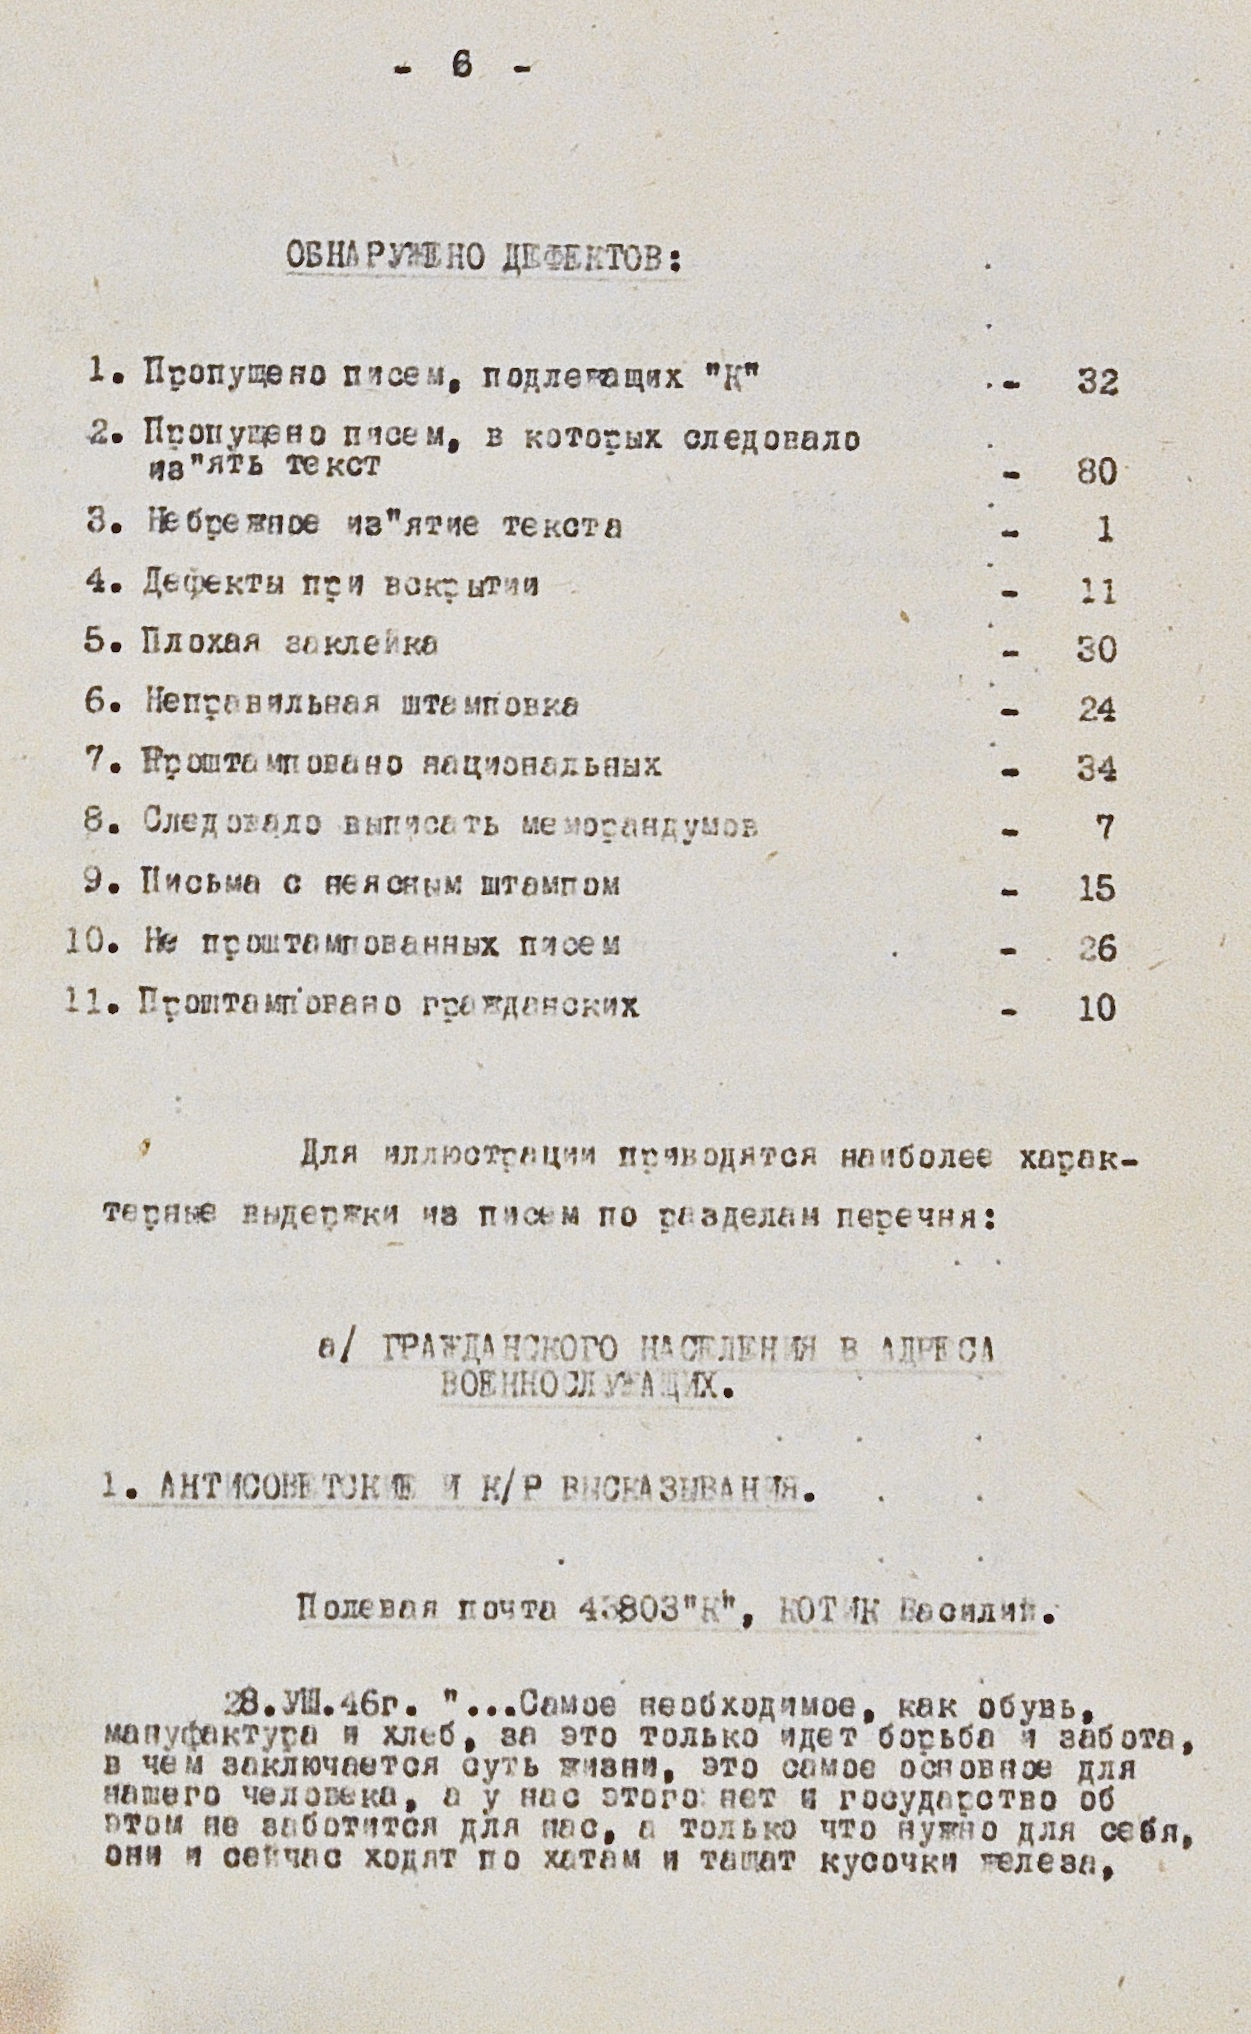 - 6 -
ОБНАРУЖЕНО ДЕФЕКТОВ:
1. Пропущено писем, подлежащих "К" - 32
2. Пропущено писем, в которых следовало
из"ять текст - 80
3. Небрежное из"ятие текста - 1
4. Дефекты при вскрытии - 11
5. Плохая заклейка - 30
6. Неправильная штамповка - 24
7. Проштамповано национальных - 34
8. Следовало выписать меморандумов - 7
9. Письма с неясным штампом - 15
10. Не проштампованных писем - 26
11. Проштамповано гражданских - 10
Для иллюстрации приводятся наиболее харак-
терные выдержки из писем по разделам перечня:
а/ ГРАЖДАНСКОГО НАСЕЛЕНИЯ В АДРЕСА
ВОЕННОСЛУЖАЩИХ.
1. АНТИСОВЕТСКИЕ И К/Р ВЫСКАЗЫВАНИЯ.
Полевая почта 43803"К", КОТИК Василий.
28.УШ.46г. "...Самое необходимое, как обувь,
мануфактура и хлеб, за это только идет борьба и забота,
в чем заключается суть жизни, это самое основное для
нашего человека, а у нас этого нет и государство об
этом не заботится для нас, а только что нужно для себя,
они и сейчас ходят по хатам и тащат кусочки железа,